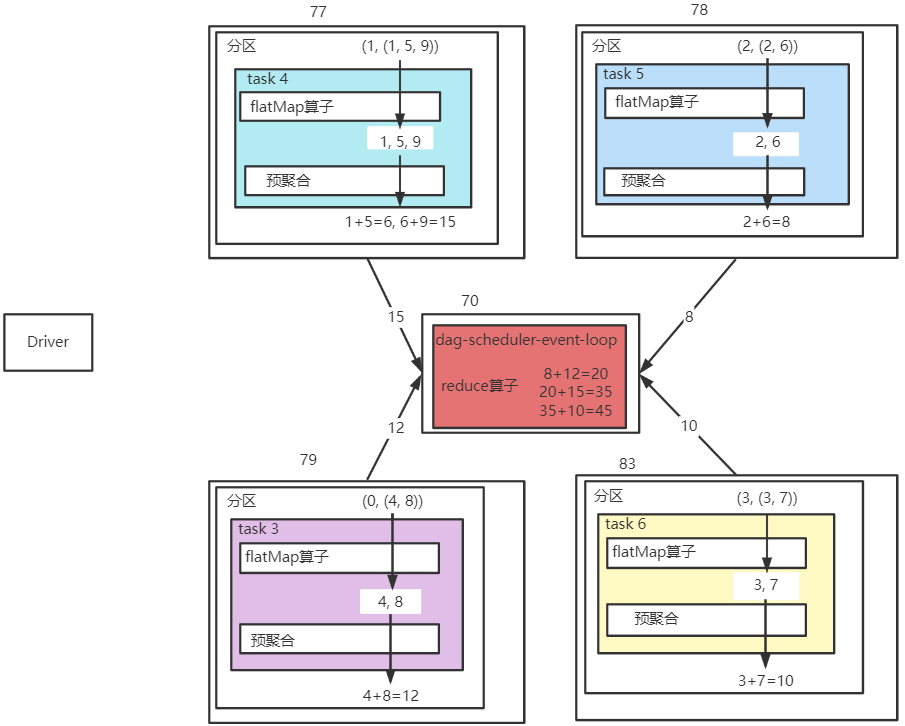 77
分区
(1, (1, 5, 9))
task 4
flatMap算子
1, 5, 9
预聚合
1+5=6, 6+9=15
78
分区
(2, (2, 6))
task 5
flatMap算子
2, 6
预聚合
2+6=8
Driver
15
8
70
dag-scheduler-event-loop
reduce算子
8+12=20
20+15=35
35+10=45
12
10
79
分区
(0, (4, 8))
task 3
flatMap算子
4, 8
预聚合
4+8=12
83
分区
(3, (3, 7))
task 6
flatMap算子
3, 7
预聚合
3+7=10